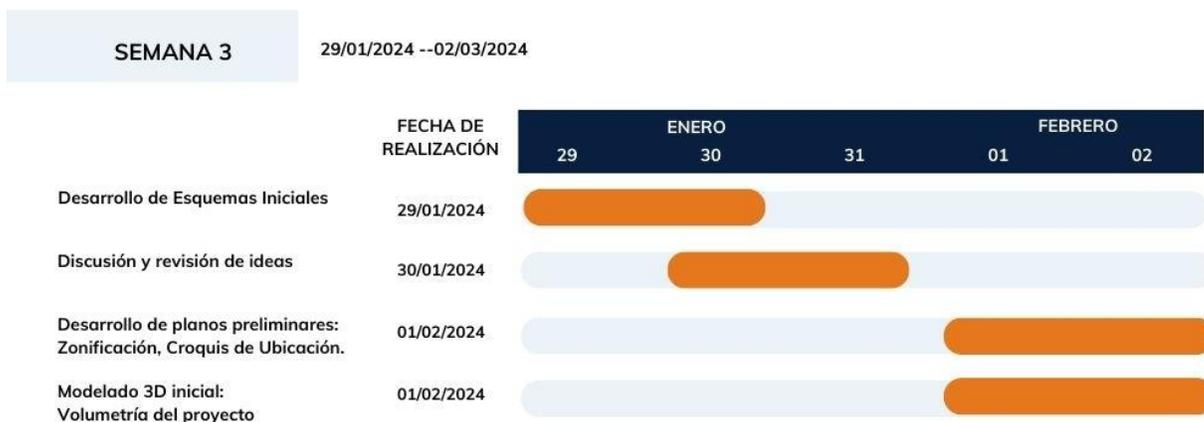 SEMANA 3
29/01/2024 --02/03/2024
FECHA DE
REALIZACIÓN
ENERO
FEBRERO
29 30 31 01 02
Desarrollo de Esquemas Iniciales
29/01/2024
Discusión y revisión de ideas
30/01/2024
Desarrollo de planos preliminares:
Zonificación, Croquis de Ubicación.
01/02/2024
Modelado 3D inicial:
Volumetría del proyecto
01/02/2024